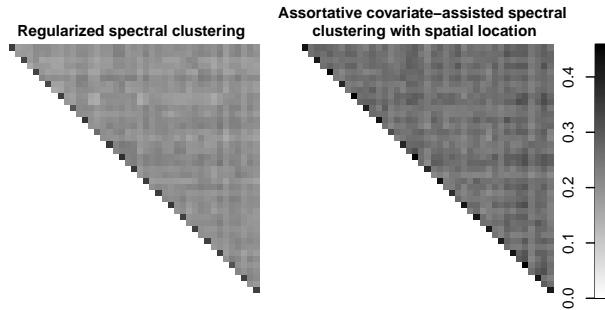 Regularized spectral clustering
Assortative covariate−assisted spectral
clustering with spatial location
0.4
0.3
0.2
0.1
0.0